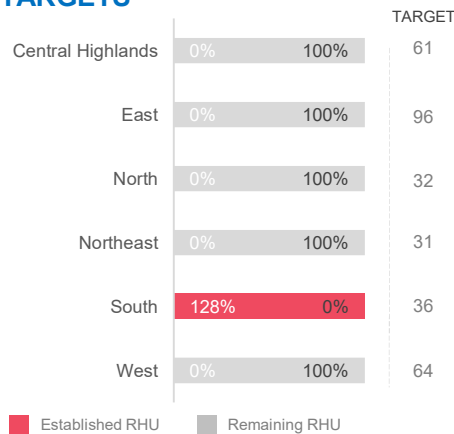 TARGETS
TARGET
Central Highlands 0% 100% 61
East 0% 100% 96
North 0% 100% 32
Northeast 0% 100% 31
South 128% 0% 36
West 0% 100% 64
Established RHU Remaining RHU